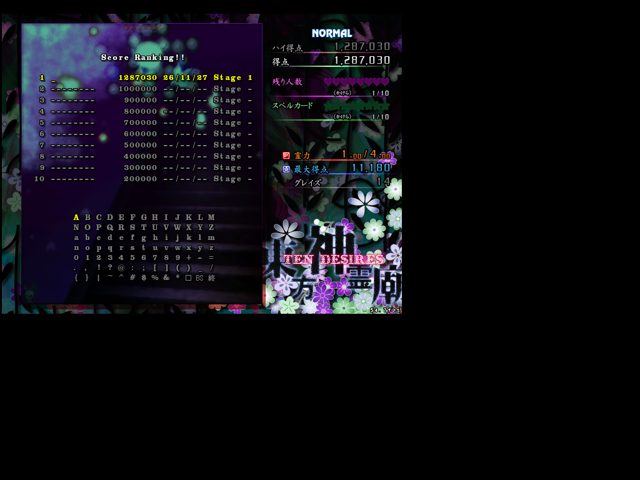 Score Ranking!!
1 _ 1287030 26/11/27 Stage 1
2 -------- 1000000 --/--/-- Stage -
3 -------- 900000 --/--/-- Stage -
4 -------- 800000 --/--/-- Stage -
5 -------- 700000 --/--/-- Stage -
6 -------- 600000 --/--/-- Stage -
7 -------- 500000 --/--/-- Stage -
8 -------- 400000 --/--/-- Stage -
9 -------- 300000 --/--/-- Stage -
10 -------- 200000 --/--/-- Stage -
A B C D E F G H I J K L M
N O P Q R S T U V W X Y Z
a b c d e f g h i j k l m
n o p q r s t u v w x y z
0 1 2 3 4 5 6 7 8 9 + - =
. , ! ? @ : ; [ ] ( ) _ /
{ } | ~ ^ # $ % & * □ BS 終
NORMAL
ハイ得点 1,287,030
得点 1,287,030
残り人数
1/10
スペルカード
1/10
霊力 1.00/4.00
最大得点 11,180
グレイズ 14
東方神霊廟
TEN DESIRES